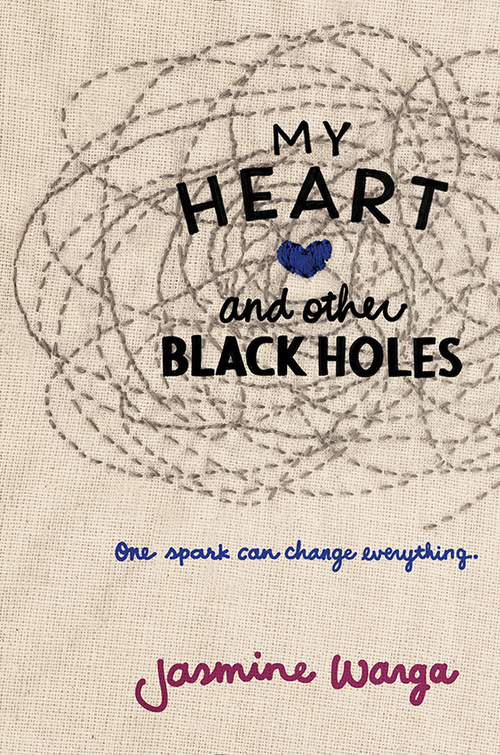 MY
HEART
and other
BLACK HOLES
One spark can change everything..
Jasmine Warga